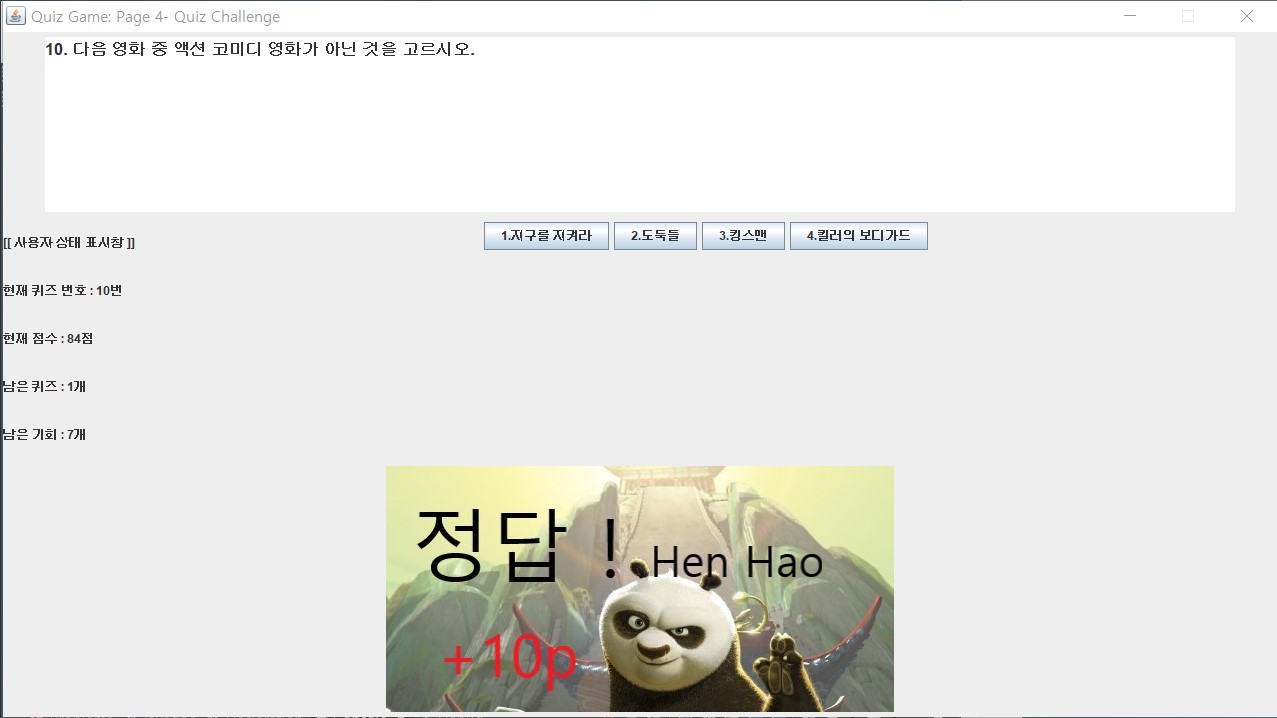 Quiz Game: Page 4- Quiz Challenge
10. 다음 영화 중 액션 코미디 영화가 아닌 것을 고르시오.
1.지구를 지켜라 2.도둑들 3.킹스맨 4.킬러의 보디가드
[[ 사용자 상태 표시창 ]]
현재 퀴즈 번호 : 10번
현재 점수 : 84점
남은 퀴즈 : 1개
남은 기회 : 7개
정답 ! Hen Hao
+10p